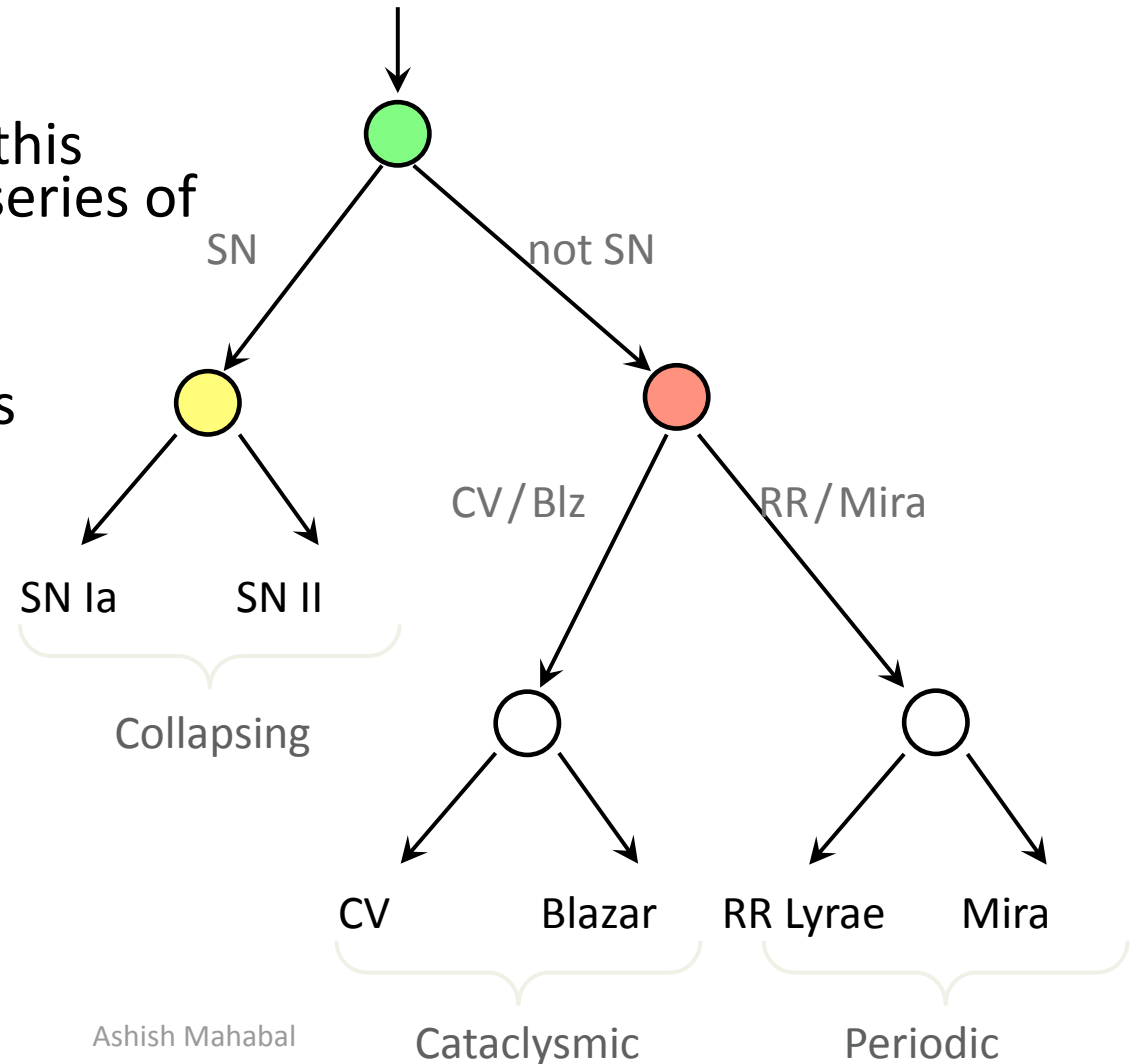 this
series of
SN not SN
s
CV/Blz RR/Mira
SN Ia SN II
Collapsing
CV Blazar RR Lyrae Mira
Ashish Mahabal Cataclysmic Periodic